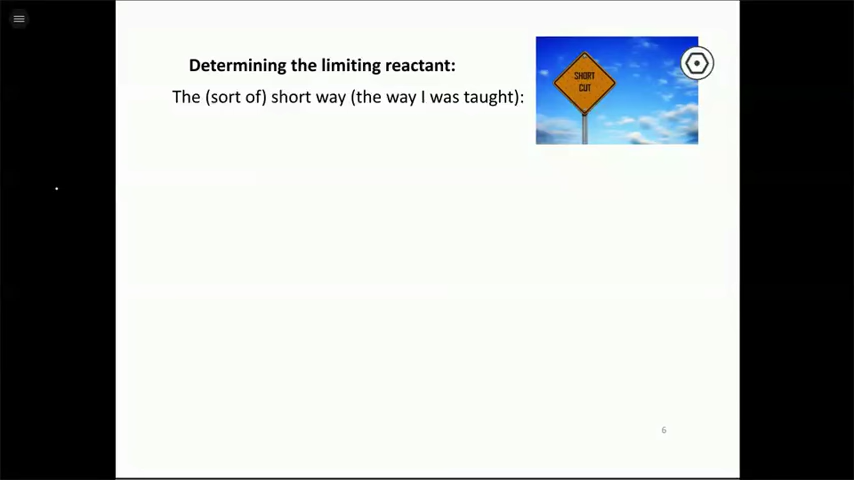 Determining the limiting reactant:
The (sort of) short way (the way I was taught):
SHORT
CUT
6